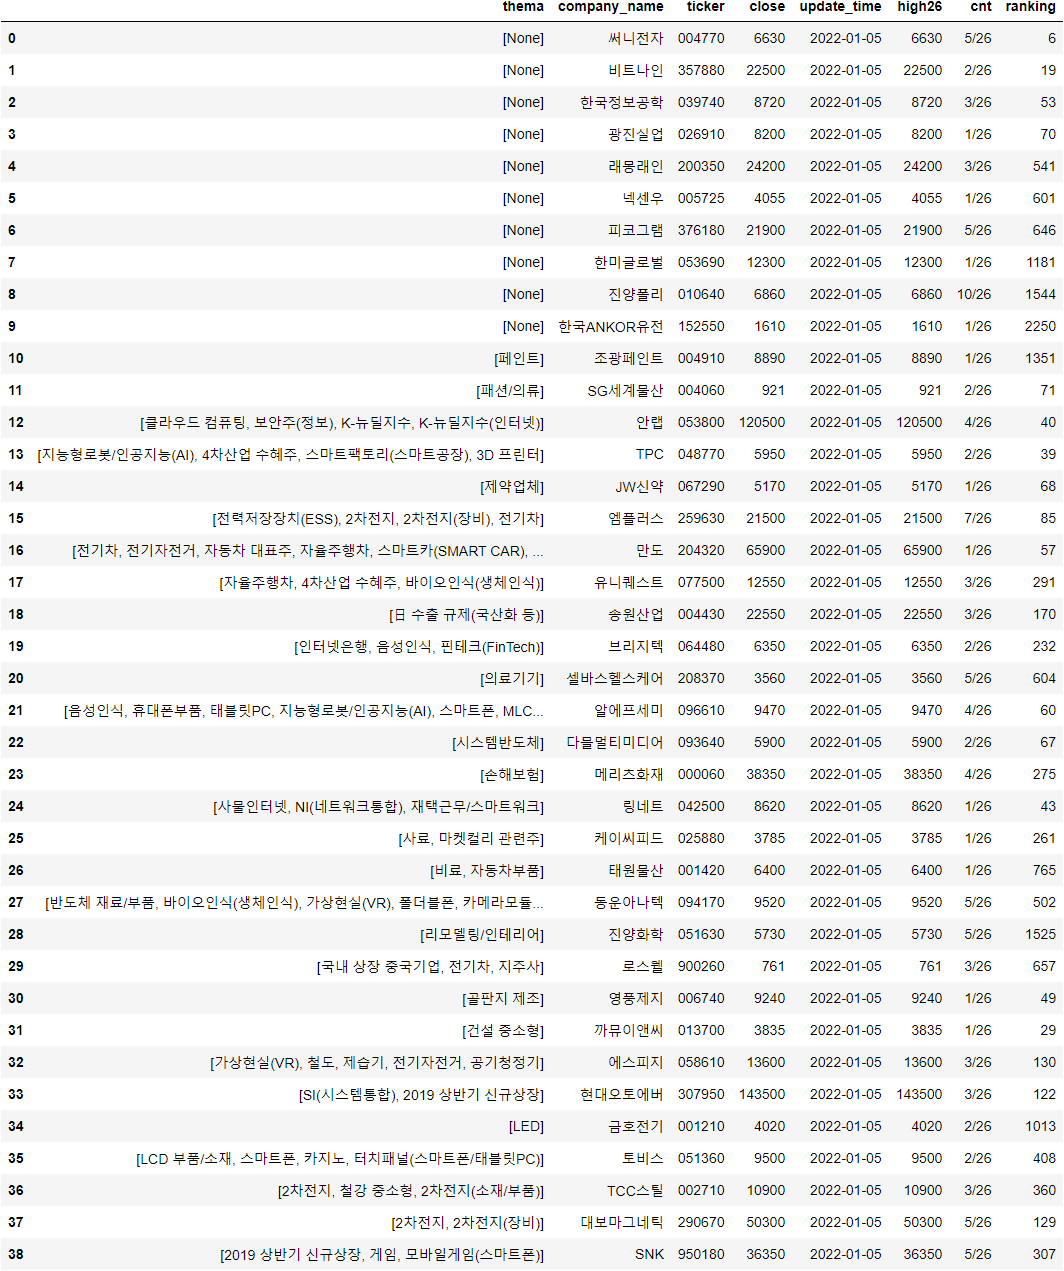 thema company_name ticker close update_time high26 cnt ranking
0 [None] 써니전자 004770 6630 2022-01-05 6630 5/26 6
1 [None] 비트나인 357880 22500 2022-01-05 22500 2/26 19
2 [None] 한국정보공학 039740 8720 2022-01-05 8720 3/26 53
3 [None] 광진실업 026910 8200 2022-01-05 8200 1/26 70
4 [None] 래몽래인 200350 24200 2022-01-05 24200 3/26 541
5 [None] 넥센우 005725 4055 2022-01-05 4055 1/26 601
6 [None] 피코그램 376180 21900 2022-01-05 21900 5/26 646
7 [None] 한미글로벌 053690 12300 2022-01-05 12300 1/26 1181
8 [None] 진양폴리 010640 6860 2022-01-05 6860 10/26 1544
9 [None] 한국ANKOR유전 152550 1610 2022-01-05 1610 1/26 2250
10 [페인트] 조광페인트 004910 8890 2022-01-05 8890 1/26 1351
11 [패션/의류] SG세계물산 004060 921 2022-01-05 921 2/26 71
12 [클라우드 컴퓨팅, 보안주(정보), K-뉴딜지수, K-뉴딜지수(인터넷)] 안랩 053800 120500 2022-01-05 120500 4/26 40
13 [지능형로봇/인공지능(AI), 4차산업 수혜주, 스마트팩토리(스마트공장), 3D 프린터] TPC 048770 5950 2022-01-05 5950 2/26 39
14 [제약업체] JW신약 067290 5170 2022-01-05 5170 1/26 68
15 [전력저장장치(ESS), 2차전지, 2차전지(장비), 전기차] 엠플러스 259630 21500 2022-01-05 21500 7/26 85
16 [전기차, 전기자전거, 자동차 대표주, 자율주행차, 스마트카(SMART CAR), ... 만도 204320 65900 2022-01-05 65900 1/26 57
17 [자율주행차, 4차산업 수혜주, 바이오인식(생체인식)] 유니퀘스트 077500 12550 2022-01-05 12550 3/26 291
18 [日 수출 규제(국산화 등)] 송원산업 004430 22550 2022-01-05 22550 3/26 170
19 [인터넷은행, 음성인식, 핀테크(FinTech)] 브리지텍 064480 6350 2022-01-05 6350 2/26 232
20 [의료기기] 셀바스헬스케어 208370 3560 2022-01-05 3560 5/26 604
21 [음성인식, 휴대폰부품, 태블릿PC, 지능형로봇/인공지능(AI), 스마트폰, MLC... 알에프세미 096610 9470 2022-01-05 9470 4/26 60
22 [시스템반도체] 다믈멀티미디어 093640 5900 2022-01-05 5900 2/26 67
23 [손해보험] 메리츠화재 000060 38350 2022-01-05 38350 4/26 275
24 [사물인터넷, NI(네트워크통합), 재택근무/스마트워크] 링네트 042500 8620 2022-01-05 8620 1/26 43
25 [사료, 마켓컬리 관련주] 케이씨피드 025880 3785 2022-01-05 3785 1/26 261
26 [비료, 자동차부품] 태원물산 001420 6400 2022-01-05 6400 1/26 765
27 [반도체 재료/부품, 바이오인식(생체인식), 가상현실(VR), 폴더블폰, 카메라모듈... 동운아나텍 094170 9520 2022-01-05 9520 5/26 502
28 [리모델링/인테리어] 진양화학 051630 5730 2022-01-05 5730 5/26 1525
29 [국내 상장 중국기업, 전기차, 지주사] 로스웰 900260 761 2022-01-05 761 3/26 657
30 [골판지 제조] 영풍제지 006740 9240 2022-01-05 9240 1/26 49
31 [건설 중소형] 까뮤이앤씨 013700 3835 2022-01-05 3835 1/26 29
32 [가상현실(VR), 철도, 제습기, 전기자전거, 공기청정기] 에스피지 058610 13600 2022-01-05 13600 3/26 130
33 [SI(시스템통합), 2019 상반기 신규상장] 현대오토에버 307950 143500 2022-01-05 143500 3/26 122
34 [LED] 금호전기 001210 4020 2022-01-05 4020 2/26 1013
35 [LCD 부품/소재, 스마트폰, 카지노, 터치패널(스마트폰/태블릿PC)] 토비스 051360 9500 2022-01-05 9500 2/26 408
36 [2차전지, 철강 중소형, 2차전지(소재/부품)] TCC스틸 002710 10900 2022-01-05 10900 3/26 360
37 [2차전지, 2차전지(장비)] 대보마그네틱 290670 50300 2022-01-05 50300 5/26 129
38 [2019 상반기 신규상장, 게임, 모바일게임(스마트폰)] SNK 950180 36350 2022-01-05 36350 5/26 307